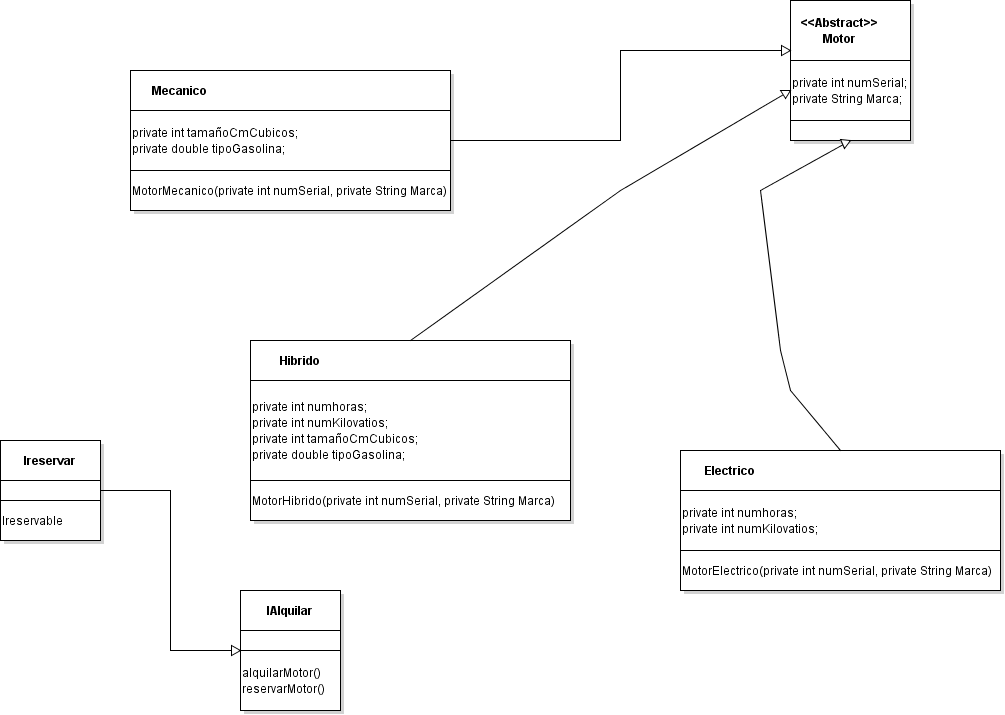 <<Abstract>>
Motor
private int numSerial;
private String Marca;
Mecanico
private int tamañoCmCubicos;
private double tipoGasolina;
MotorMecanico(private int numSerial, private String Marca)
Hibrido
private int numhoras;
private int numKilovatios;
private int tamañoCmCubicos;
private double tipoGasolina;
MotorHibrido(private int numSerial, private String Marca)
Ireservar
Ireservable
Electrico
private int numhoras;
private int numKilovatios;
MotorElectrico(private int numSerial, private String Marca)
IAlquilar
alquilarMotor()
reservarMotor()